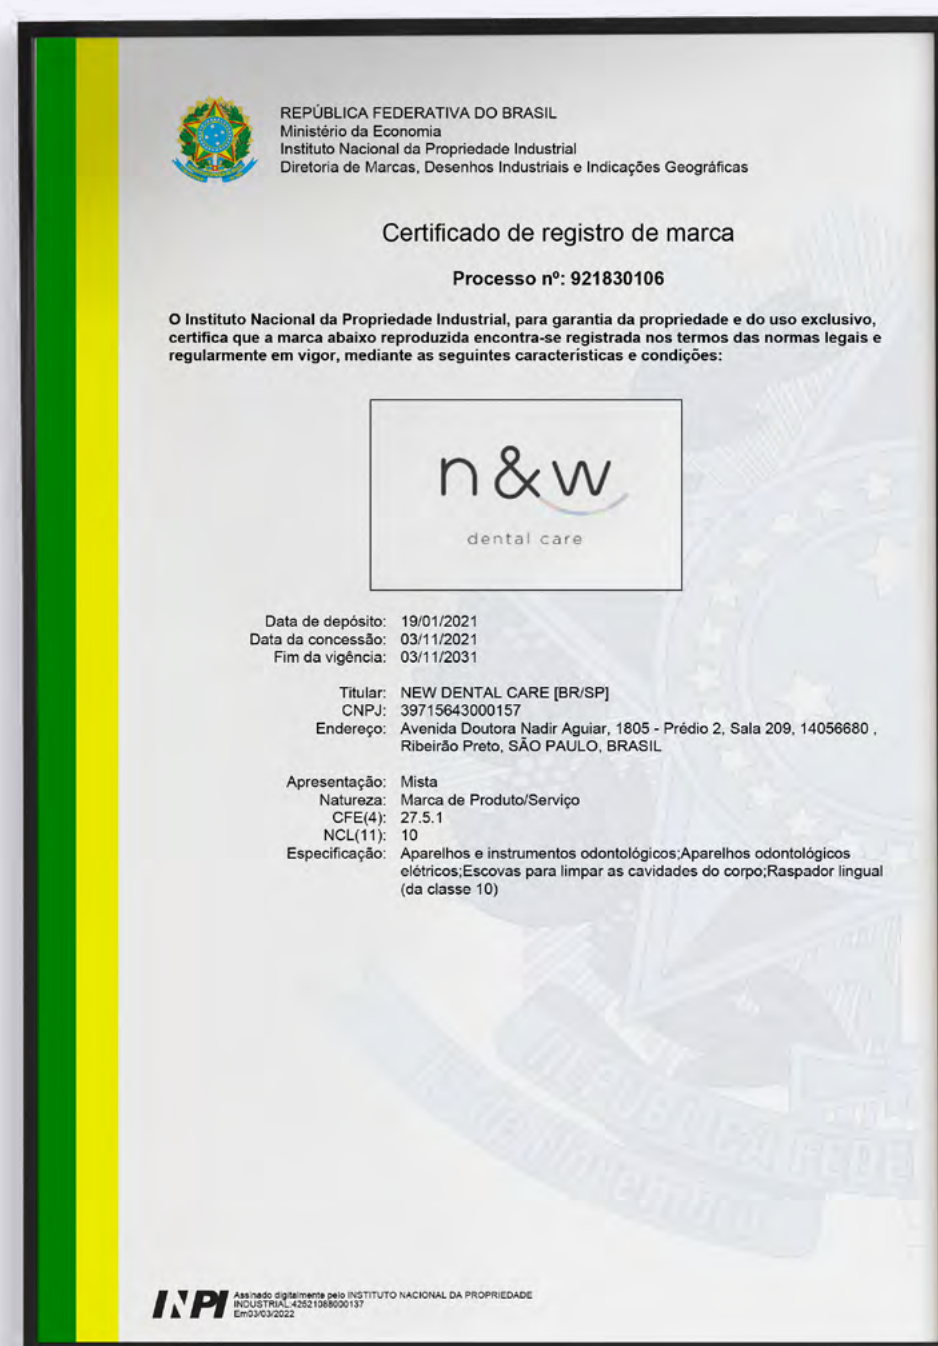 REPÚBLICA FEDERATIVA DO BRASIL
Ministério da Economia
Instituto Nacional da Propriedade Industrial
Diretoria de Marcas, Desenhos Industriais e Indicações Geográficas
Certificado de registro de marca
Processo nº: 921830106
O Instituto Nacional da Propriedade Industrial, para garantia da propriedade e do uso exclusivo,
certifica que a marca abaixo reproduzida encontra-se registrada nos termos das normas legais e
regularmente em vigor, mediante as seguintes características e condições:
n&w
dental care
Data de depósito: 19/01/2021
Data da concessão: 03/11/2021
Fim da vigência: 03/11/2031
Titular: NEW DENTAL CARE [BR/SP]
CNPJ: 39715643000157
Endereço: Avenida Doutora Nadir Aguiar, 1805 - Prédio 2, Sala 209, 14056680 ,
Ribeirão Preto, SÃO PAULO, BRASIL
Apresentação: Mista
Natureza: Marca de Produto/Serviço
CFE(4): 27.5.1
NCL(11): 10
Especificação: Aparelhos e instrumentos odontológicos;Aparelhos odontológicos
elétricos;Escovas para limpar as cavidades do corpo;Raspador lingual
(da classe 10)
REPÚBLICA FEDE
de Novembro
INPI Assinado digitalmente pelo INSTITUTO NACIONAL DA PROPRIEDADE
INDUSTRIAL:42521088000137
Em03/03/2022